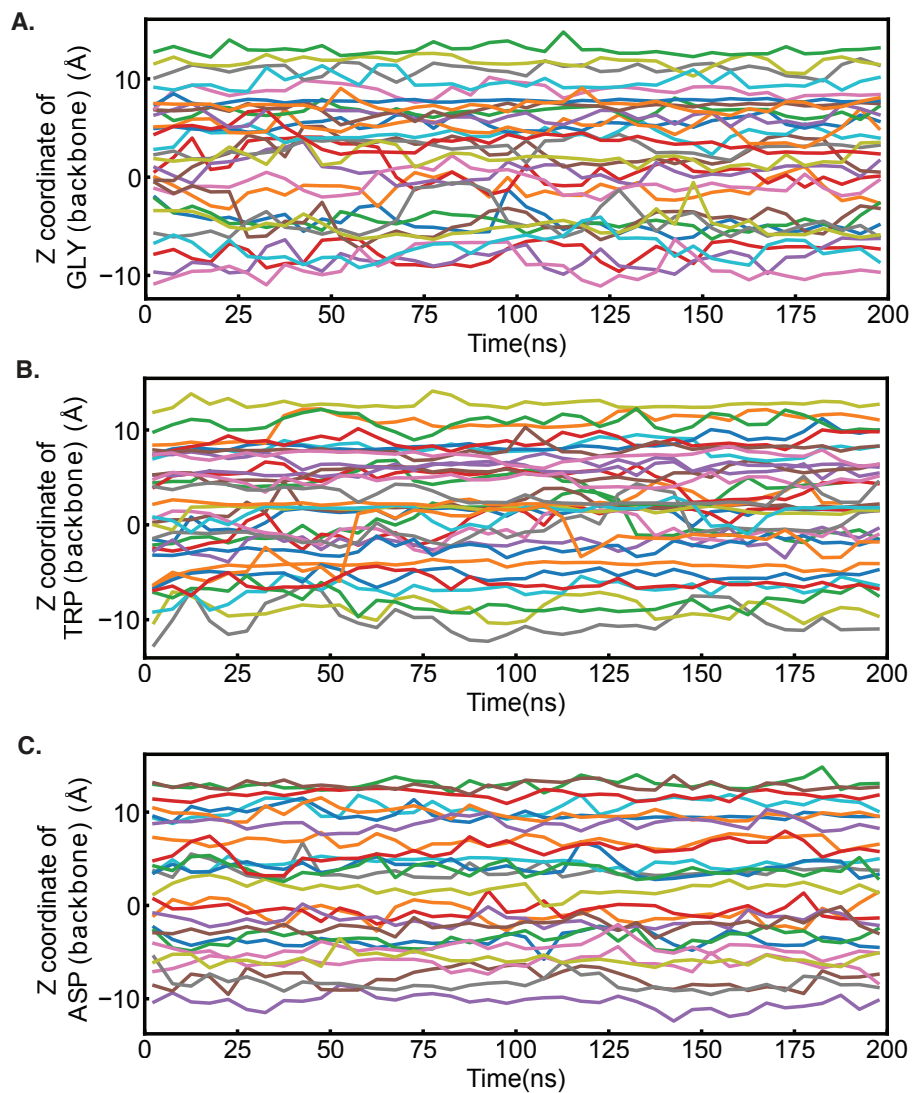 A.
Z coordinate of
GLY (backbone) (Å)
10
0
−10
0 25 50 75 100 125 150 175 200
Time(ns)
B.
Z coordinate of
TRP (backbone) (Å)
10
0
−10
0 25 50 75 100 125 150 175 200
Time(ns)
C.
Z coordinate of
ASP (backbone) (Å)
10
0
−10
0 25 50 75 100 125 150 175 200
Time(ns)